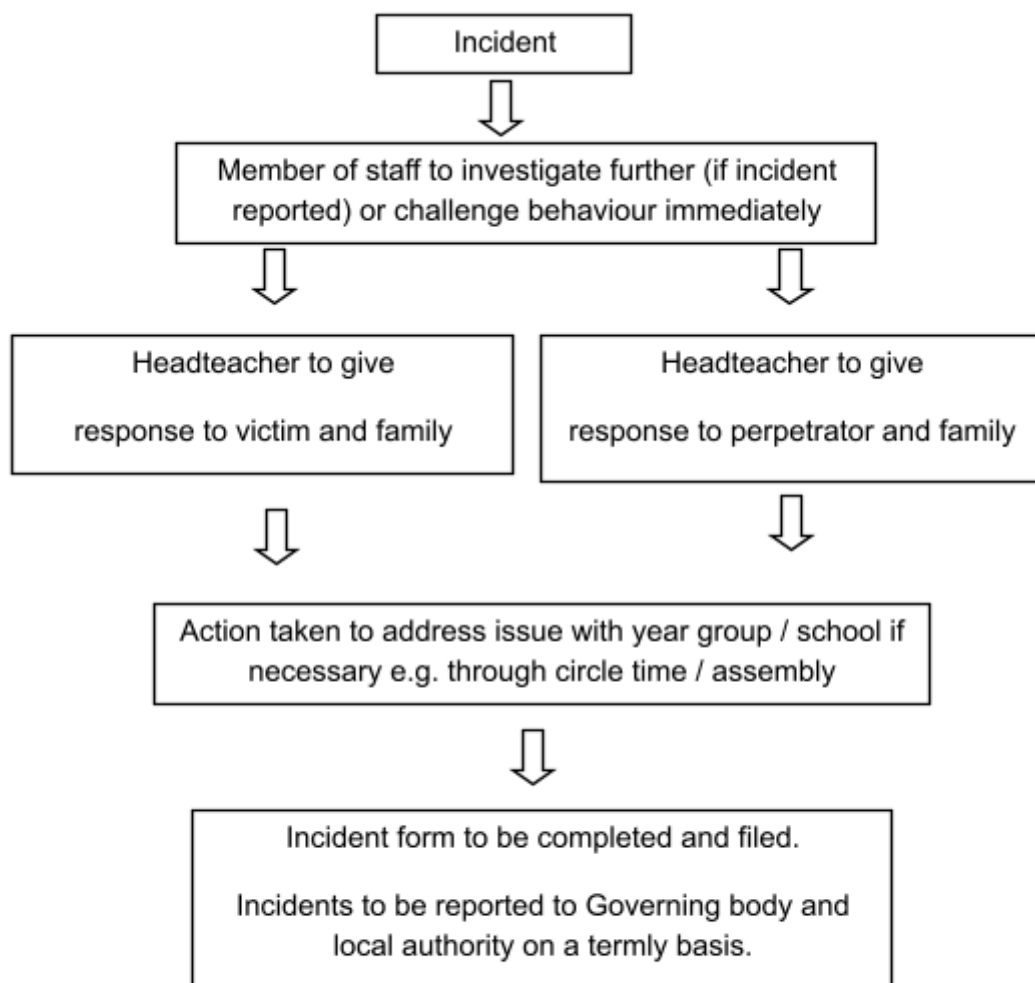 Incident
Member of staff to investigate further (if incident
reported) or challenge behaviour immediately
Headteacher to give
response to victim and family
Headteacher to give
response to perpetrator and family
Action taken to address issue with year group / school if
necessary e.g. through circle time / assembly
Incident form to be completed and filed.
Incidents to be reported to Governing body and
local authority on a termly basis.